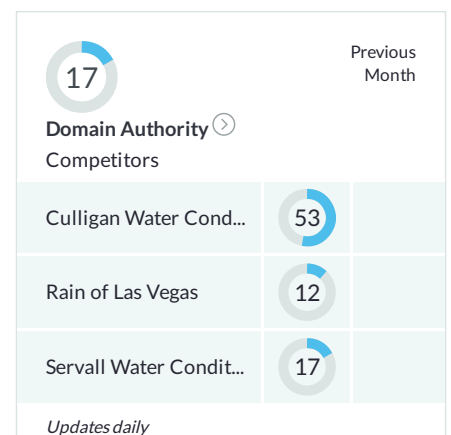 17
Previous
Month
Domain Authority
Competitors
Culligan Water Cond... 53
Rain of Las Vegas 12
Servall Water Condit... 17
Updates daily